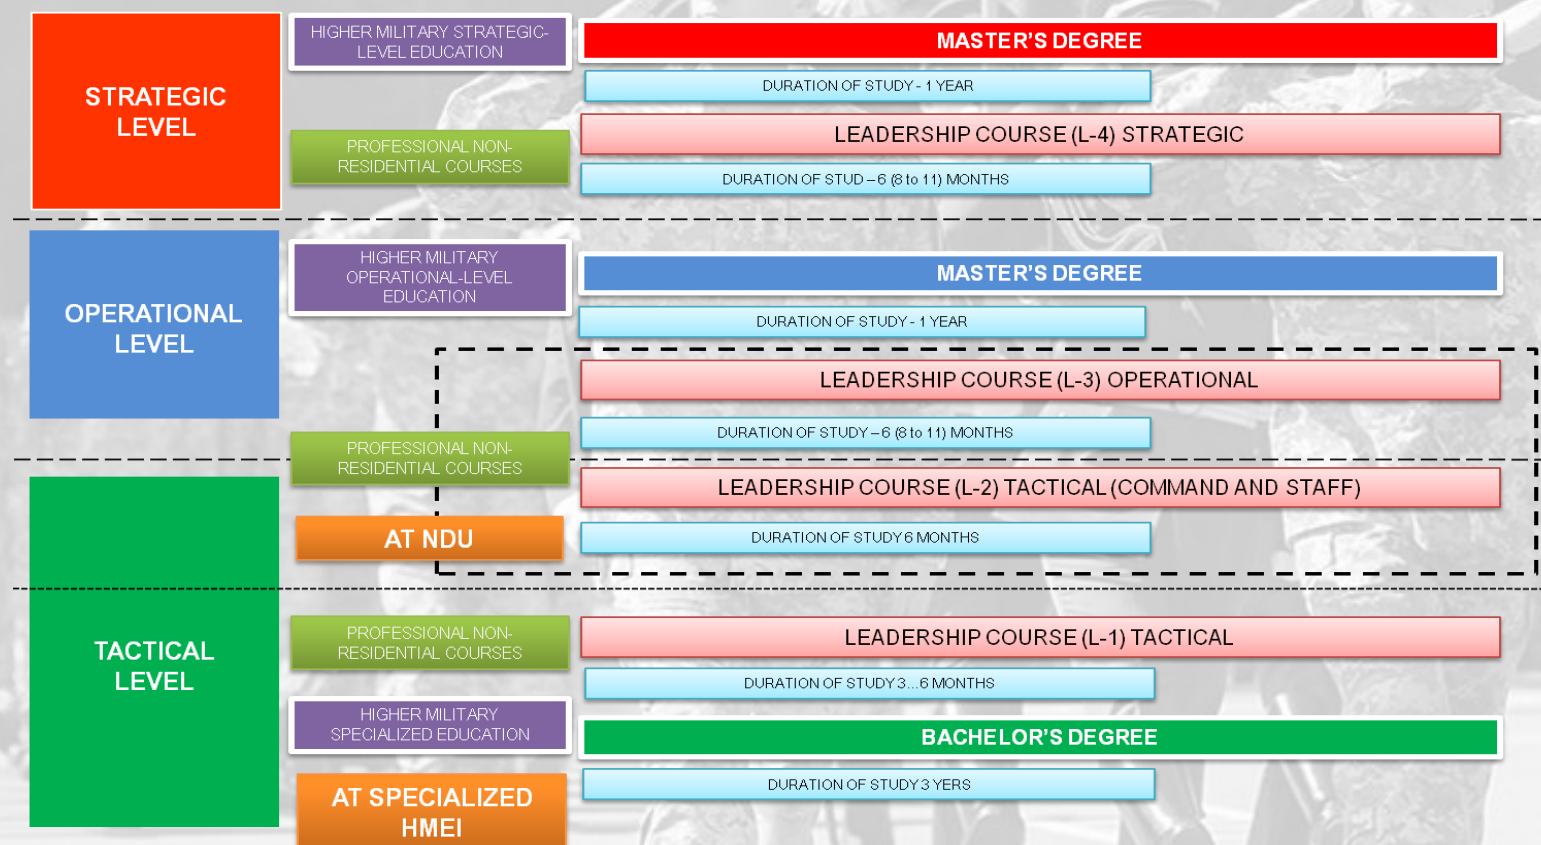 STRATEGIC
LEVEL
HIGHER MILITARY STRATEGIC-
LEVEL EDUCATION
MASTER'S DEGREE
DURATION OF STUDY - 1 YEAR
PROFESSIONAL NON-
RESIDENTIAL COURSES
LEADERSHIP COURSE (L-4) STRATEGIC
DURATION OF STUD – 6 (8 to 11) MONTHS
OPERATIONAL
LEVEL
HIGHER MILITARY
OPERATIONAL-LEVEL
EDUCATION
MASTER'S DEGREE
DURATION OF STUDY - 1 YEAR
LEADERSHIP COURSE (L-3) OPERATIONAL
DURATION OF STUDY – 6 (8 to 11) MONTHS
PROFESSIONAL NON-
RESIDENTIAL COURSES
LEADERSHIP COURSE (L-2) TACTICAL (COMMAND AND STAFF)
AT NDU
DURATION OF STUDY 6 MONTHS
TACTICAL
LEVEL
PROFESSIONAL NON-
RESIDENTIAL COURSES
LEADERSHIP COURSE (L-1) TACTICAL
DURATION OF STUDY 3...6 MONTHS
HIGHER MILITARY
SPECIALIZED EDUCATION
BACHELOR'S DEGREE
DURATION OF STUDY 3 YERS
AT SPECIALIZED
HMEI